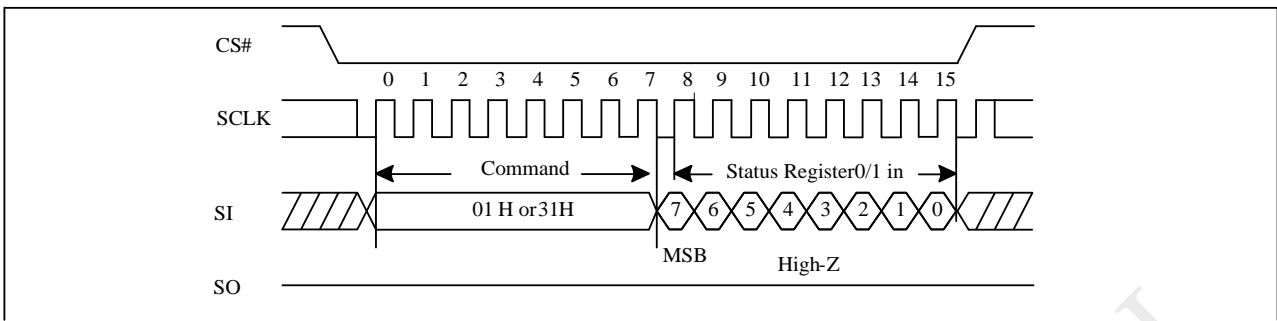 CS#
0 1 2 3 4 5 6 7 8 9 10 11 12 13 14 15
SCLK
Command
Status Register0/1 in
SI
01 H or31H
7 6 5 4 3 2 1 0
MSB
High-Z
SO